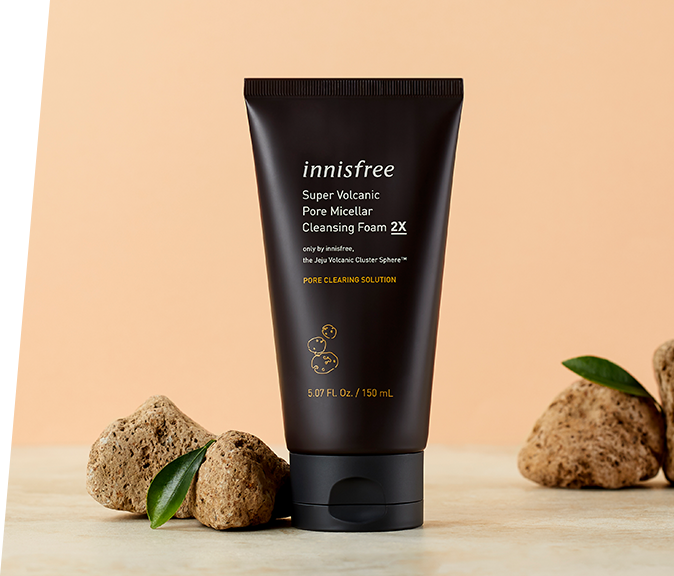 innisfree
Super Volcanic
Pore Micellar
Cleansing Foam 2X
only by innisfree,
the Jeju Volcanic Cluster Sphere™
PORE CLEARING SOLUTION
5.07 Fl. Oz. / 150 mL